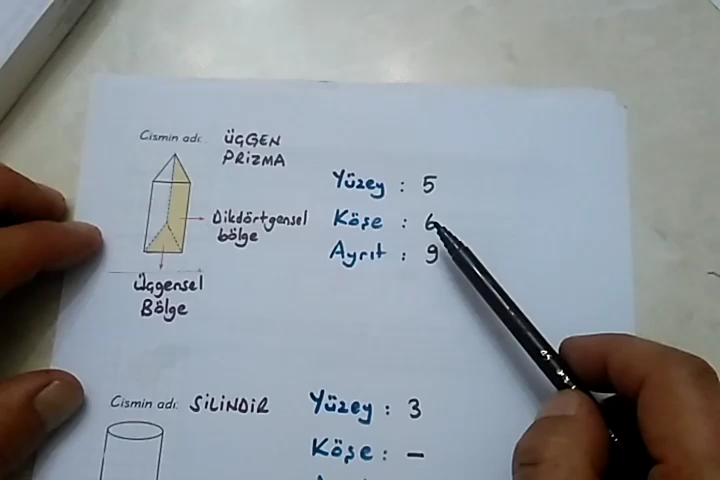 Cismin adı: ÜÇGEN
PRİZMA
Yüzey : 5
Köşe : 6
Ayrıt : 9
Dikdörtgensel
bölge
Üçgensel
Bölge
Cismin adı: SİLİNDİR
Yüzey : 3
Köşe : –